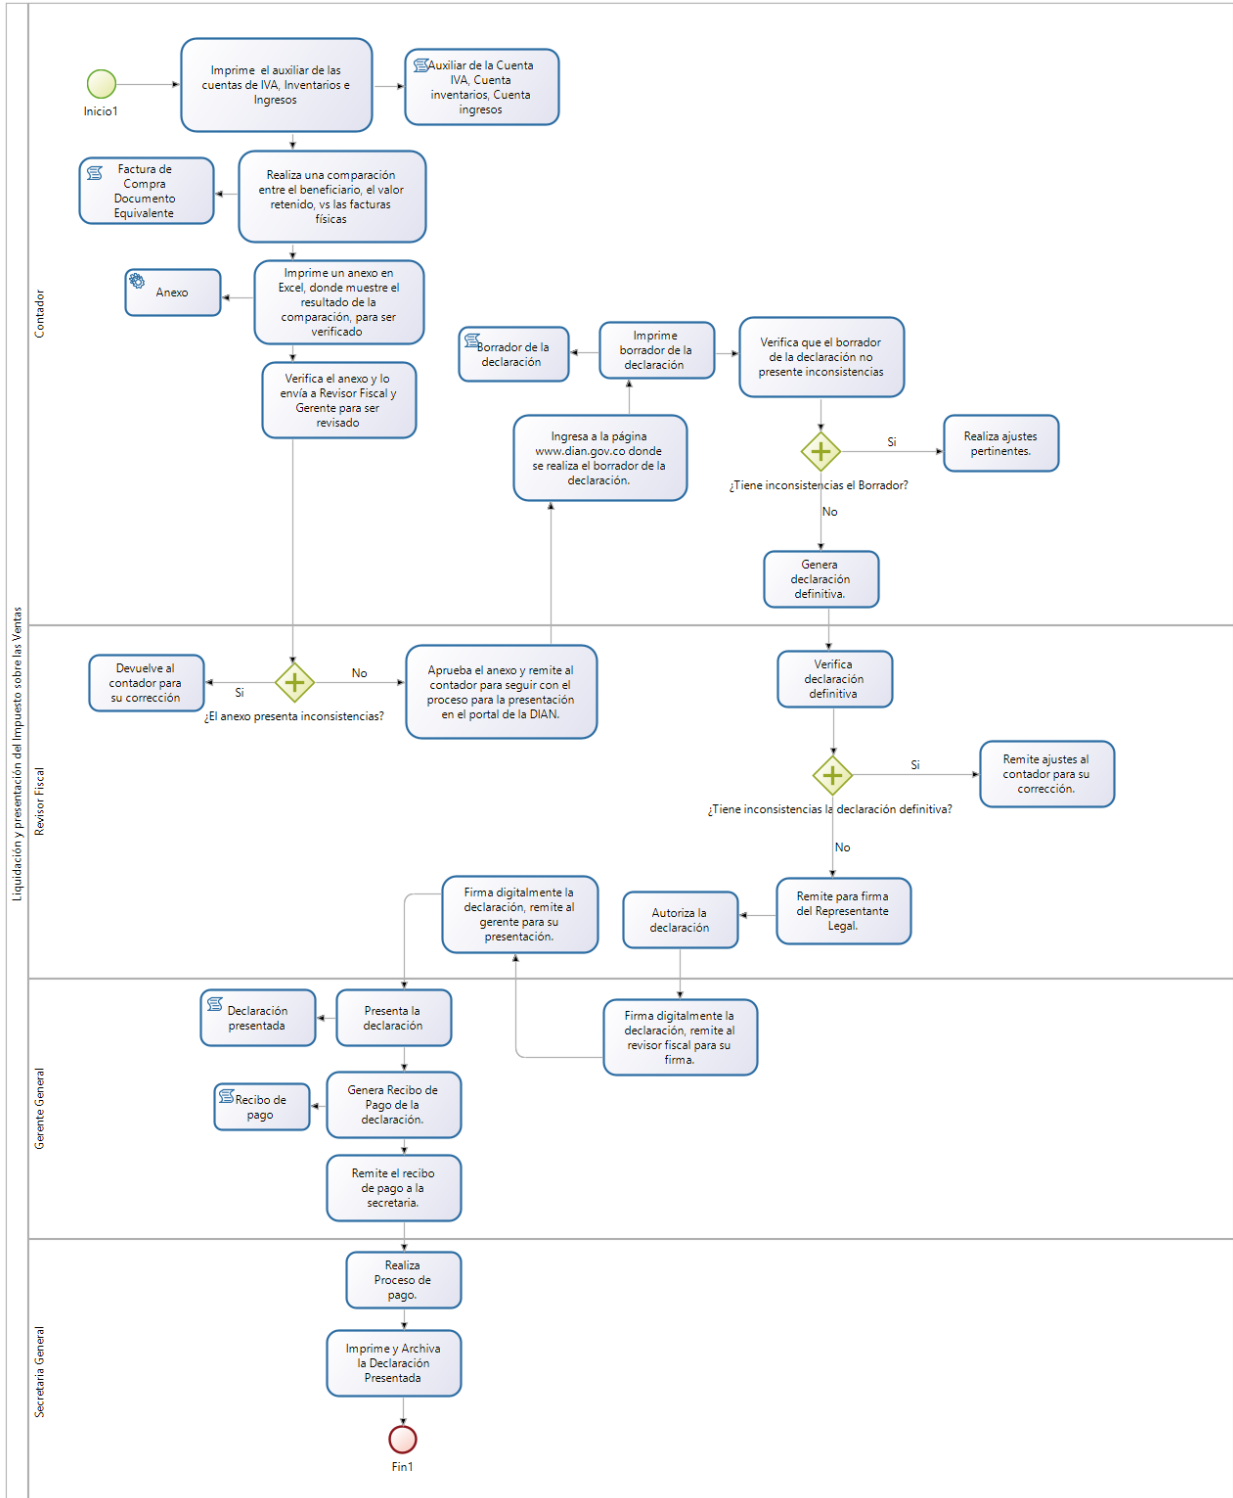 Liquidación y presentación del Impuesto sobre las Ventas
Contador
Inicio1
Imprime el auxiliar de las
cuentas de IVA, Inventarios e
Ingresos
Auxiliar de la Cuenta
IVA, Cuenta
inventarios, Cuenta
ingresos
Factura de
Compra
Documento
Equivalente
Realiza una comparación
entre el beneficiario, el valor
retenido, vs las facturas
físicas
Anexo
Imprime un anexo en
Excel, donde muestre el
resultado de la
comparación, para ser
verificado
Verifica el anexo y lo
envía a Revisor Fiscal y
Gerente para ser
revisado
Borrador de la
declaración
Imprime
borrador de la
declaración
Verifica que el borrador
de la declaración no
presente inconsistencias
Ingresa a la página
www.dian.gov.co donde
se realiza el borrador de la
declaración.
Si
Realiza ajustes
pertinentes.
¿Tiene inconsistencias el Borrador?
No
Genera
declaración
definitiva.
Revisor Fiscal
Devuelve al
contador para
su corrección
Si
No
¿El anexo presenta inconsistencias?
Aprueba el anexo y remite al
contador para seguir con el
proceso para la presentación
en el portal de la DIAN.
Verifica
declaración
definitiva
Si
Remite ajustes al
contador para su
corrección.
¿Tiene inconsistencias la declaración definitiva?
No
Remite para firma
del Representante
Legal.
Autoriza la
declaración
Firma digitalmente la
declaración, remite al
gerente para su
presentación.
Gerente General
Declaración
presentada
Presenta la
declaración
Firma digitalmente la
declaración, remite al
revisor fiscal para su
firma.
Recibo de
pago
Genera Recibo de
Pago de la
declaración.
Remite el recibo
de pago a la
secretaria.
Secretaria General
Realiza
Proceso de
pago.
Imprime y Archiva
la Declaración
Presentada
Fin1